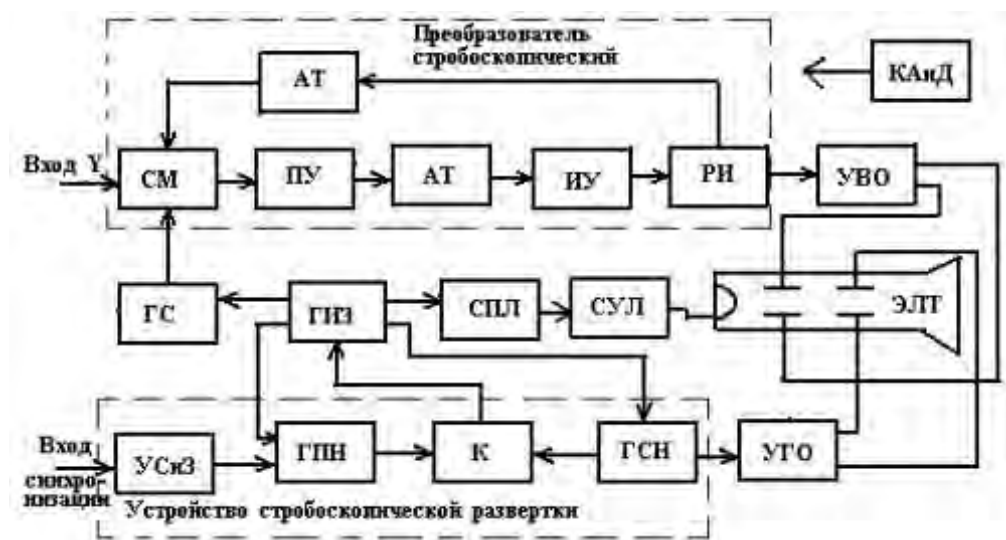 Преобразователь
стробоскопический
КАиД
АТ
Вход Y
СМ
ПУ
АТ
ИУ
РИ
УВО
ГС
ГИЗ
СПЛ
СУЛ
ЭЛТ
Вход
синхро-
низации
УСиЗ
ГПН
К
ГСН
УГО
Устройство стробоскопической развертки